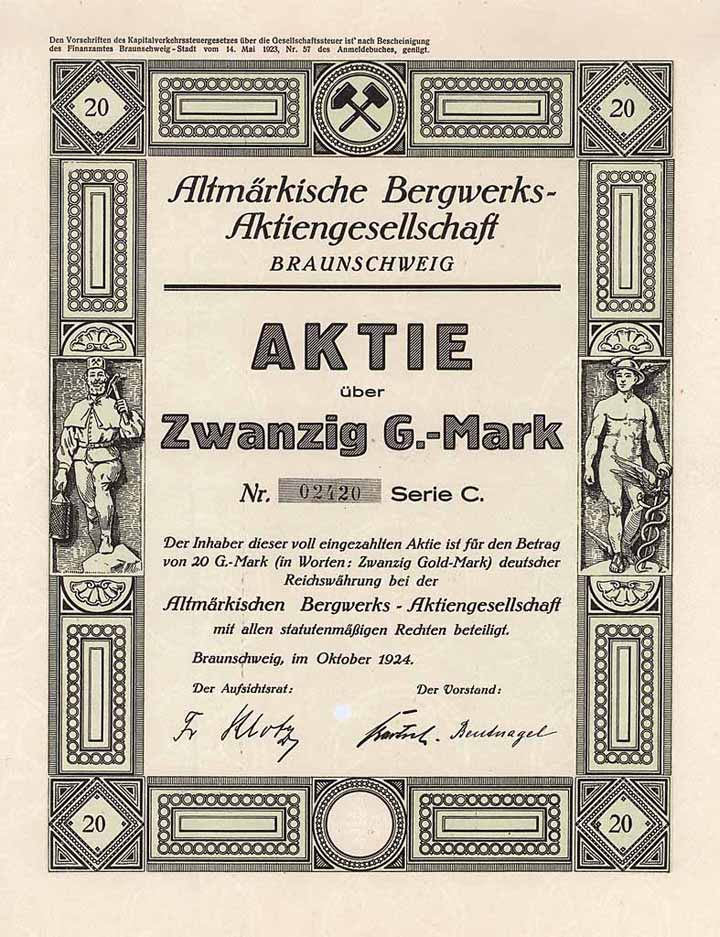 Den Vorschriften des Kapitalverkehrssteuergesetzes über die Gesellschaftssteuer ist nach Bescheinigung
des Finanzamtes Braunschweig-Stadt vom 14. Mai 1923, Nr. 57 des Anmeldebuches, genügt.
20
20
Altmärkische Bergwerks-
Aktiengesellschaft
BRAUNSCHWEIG
AKTIE
über
Zwanzig G.-Mark
Nr. 02420 Serie C.
Der Inhaber dieser voll eingezahlten Aktie ist für den Betrag
von 20 G.-Mark (in Worten: Zwanzig Gold-Mark) deutscher
Reichswährung bei der
Altmärkischen Bergwerks - Aktiengesellschaft
mit allen statutenmäßigen Rechten beteiligt.
Braunschweig, im Oktober 1924.
Der Aufsichtsrat: Der Vorstand:
Fr Klotz Beutnagel
20
20